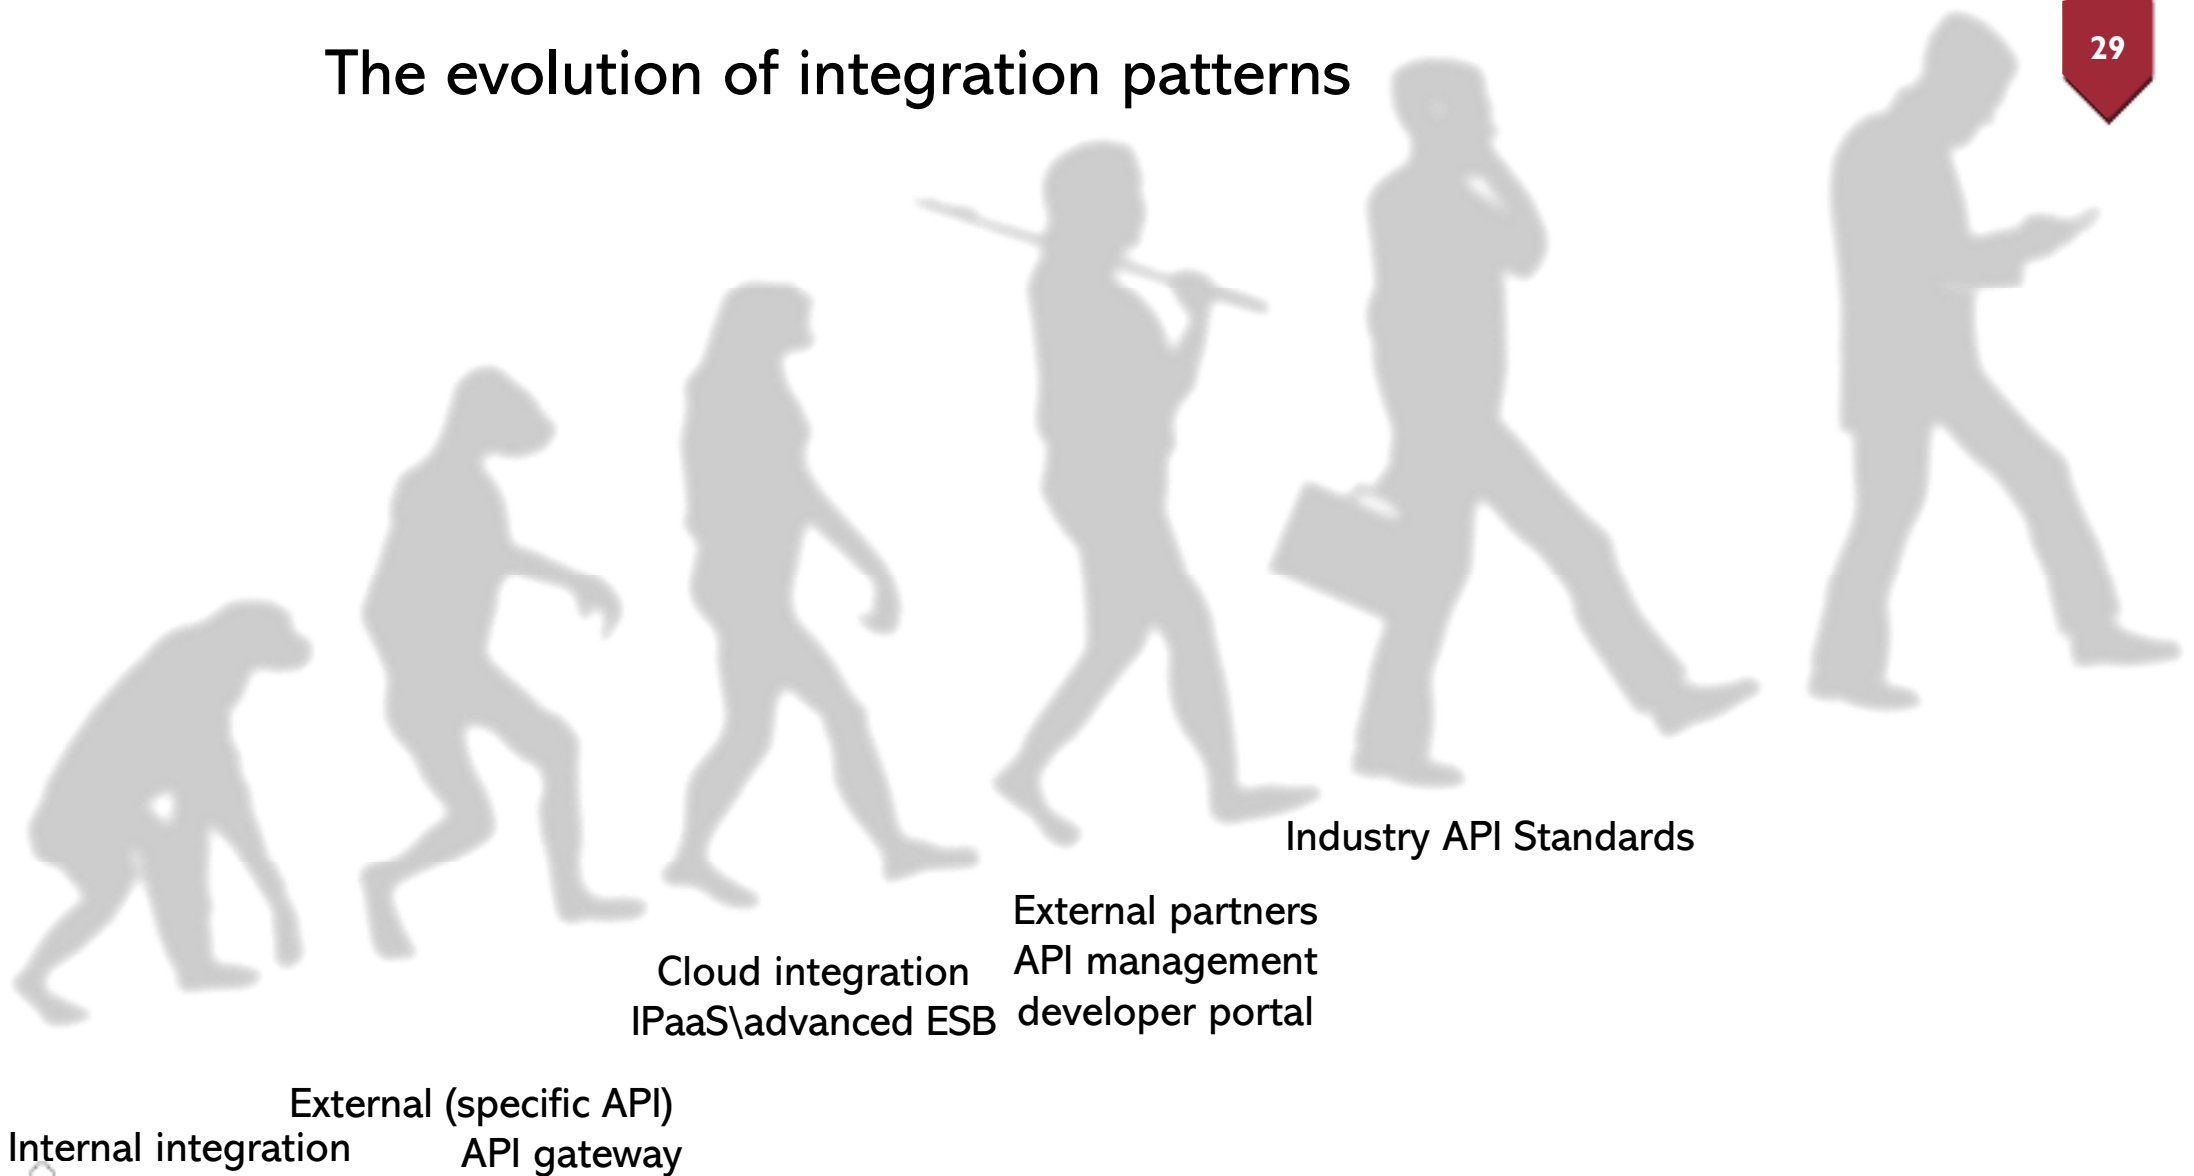 The evolution of integration patterns
29
Industry API Standards
External partners
API management
developer portal
Cloud integration
IPaaS\advanced ESB
External (specific API)
API gateway
Internal integration